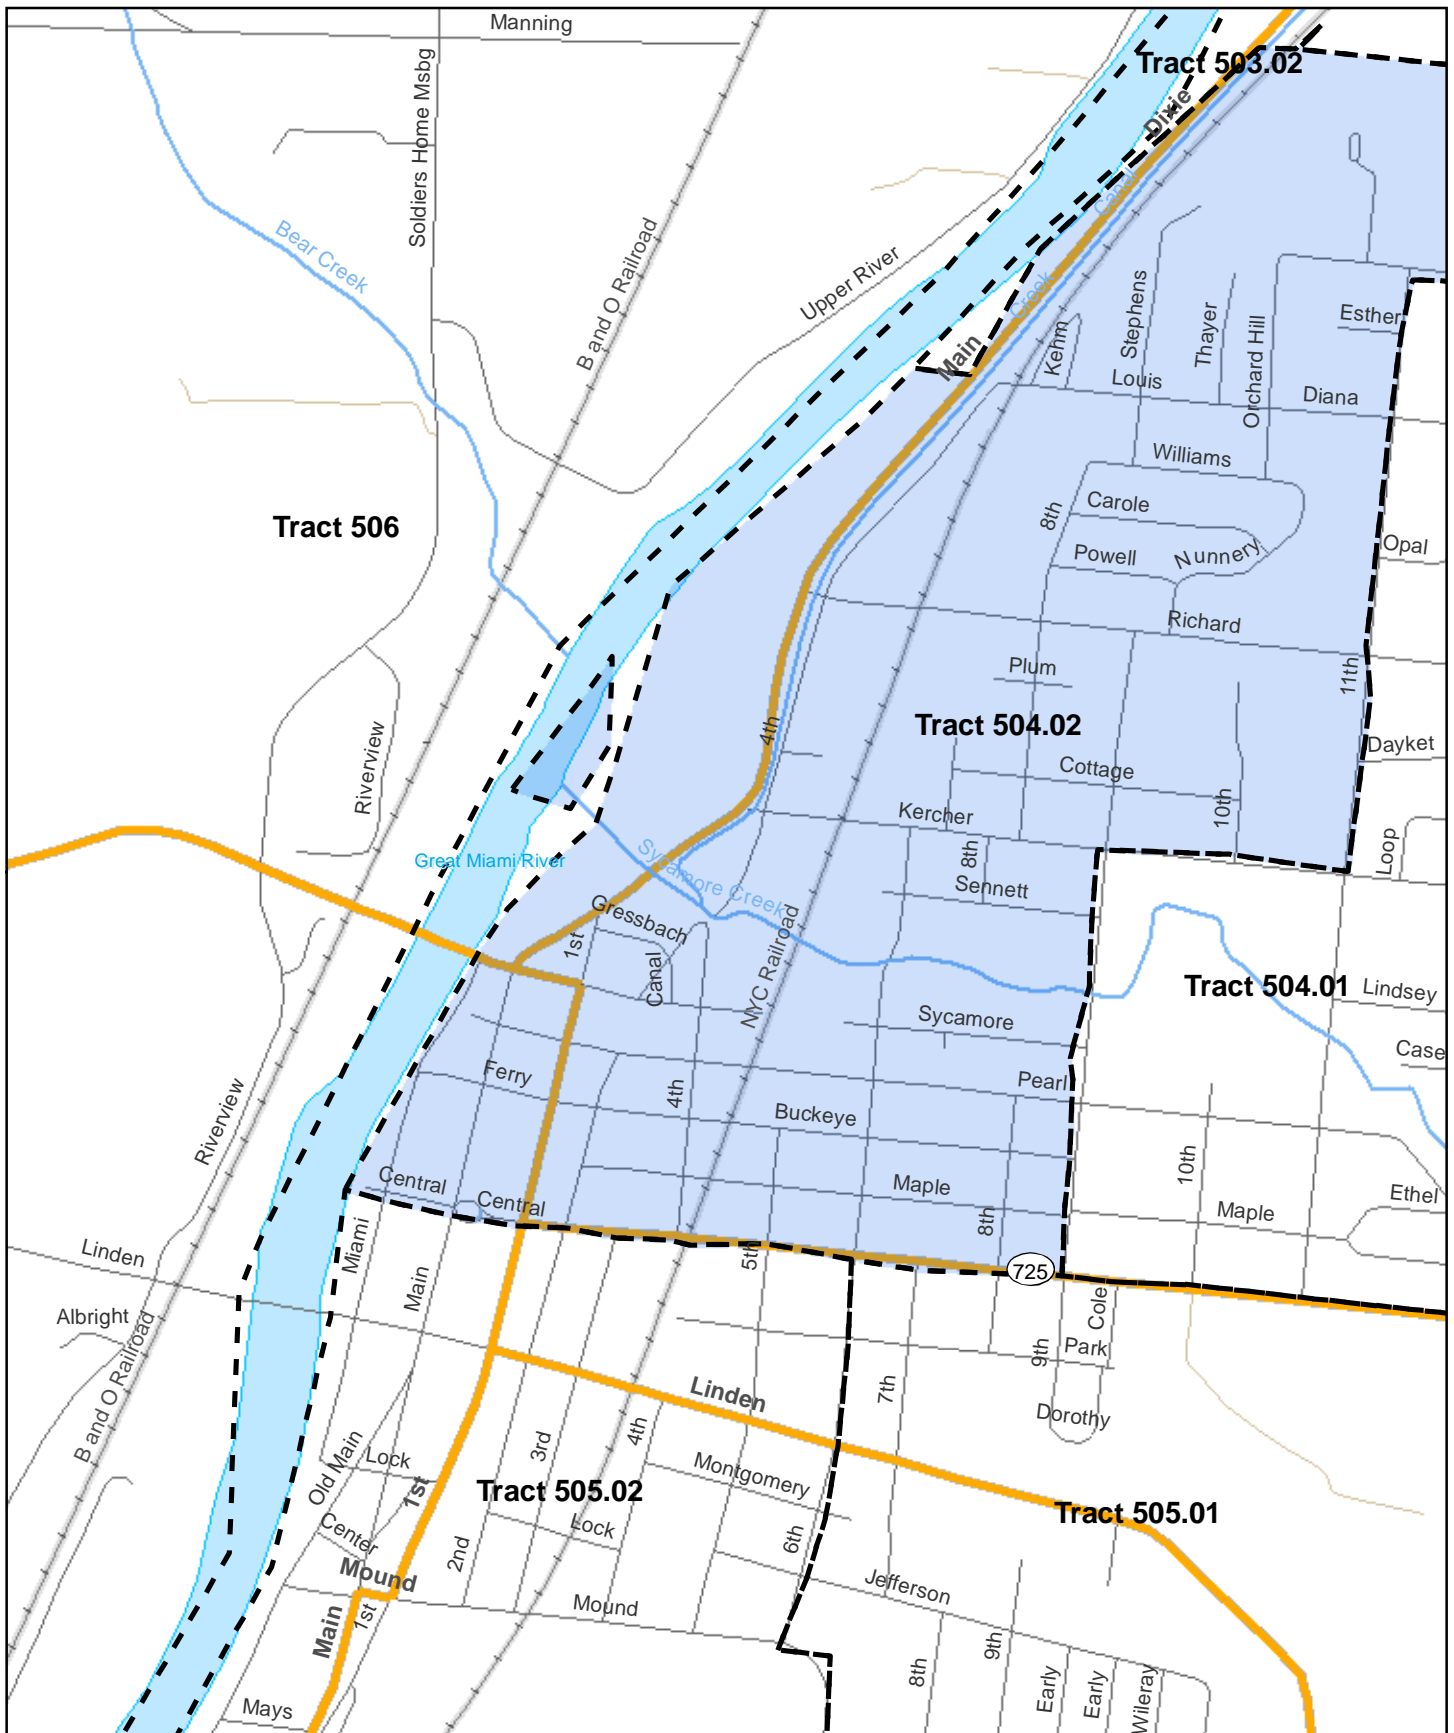 Manning
Tract 503.02
Soldiers Home Msbg
Dixie
Canal
Bear Creek
B and O Railroad
Upper River
Creek
Stephens
Thayer
Orchard Hill
Esther
Main
Kehm
Louis
Diana
Williams
Carole
8th
Tract 506
Powell
Nunnery
Opal
Richard
Plum
11th
Tract 504.02
4th
Riverview
Dayket
Cottage
10th
Kercher
Great Miami River
Sycamore Creek
8th
Loop
Sennett
Gressbach
1st
Canal
NYC Railroad
Tract 504.01
Lindsey
Sycamore
Case
Ferry
4th
Pearl
Riverview
Buckeye
10th
Central
Central
Maple
Ethel
8th
Maple
Miami
Linden
5th
725
Main
Albright
Cole
9th
Park
B and O Railroad
Linden
7th
Dorothy
3rd
4th
Old Main
Lock
Montgomery
1st
Tract 505.02
Tract 505.01
Center
Lock
6th
2nd
Mound
Jefferson
Mound
1st
Main
9th
8th
Early
Early
Wileray
Mays